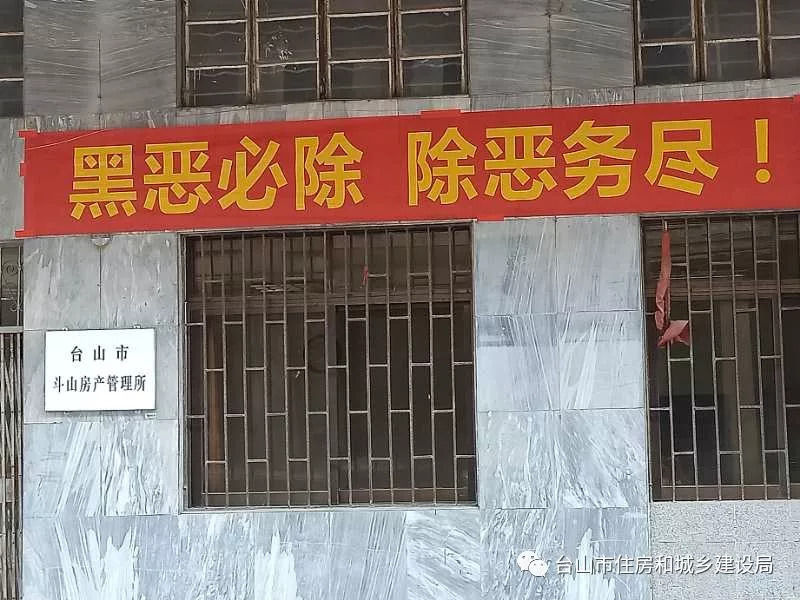 黑恶必除 除恶务尽！
台山市
斗山房产管理所
台山市住房和城乡建设局